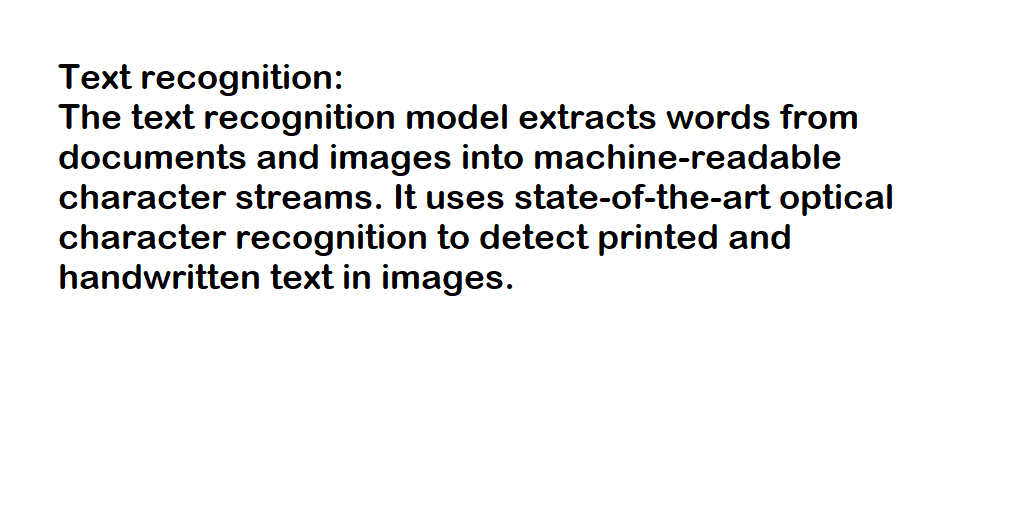 Text recognition:
The text recognition model extracts words from
documents and images into machine-readable
character streams. It uses state-of-the-art optical
character recognition to detect printed and
handwritten text in images.